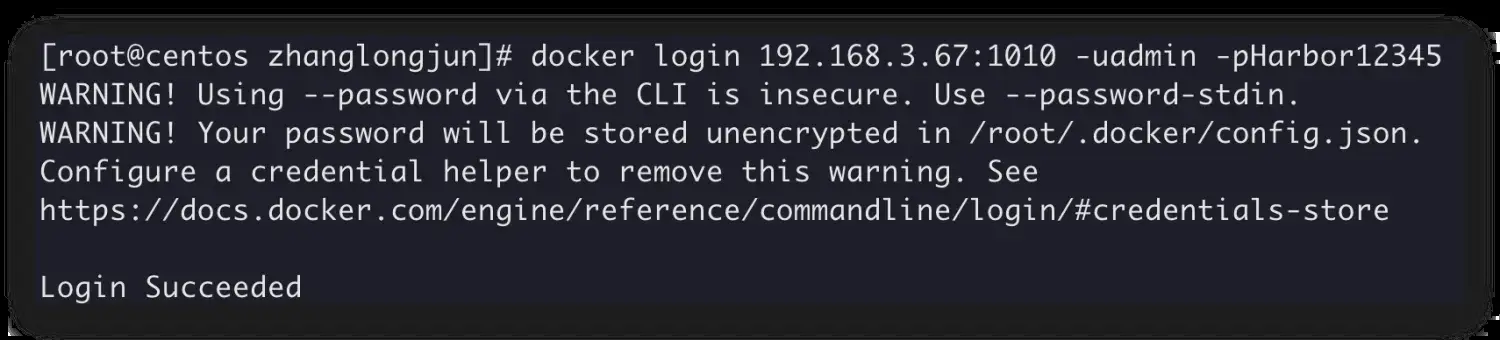 [root@centos zhanglongjun]# docker login 192.168.3.67:1010 -uadmin -pHarbor12345
WARNING! Using --password via the CLI is insecure. Use --password-stdin.
WARNING! Your password will be stored unencrypted in /root/.docker/config.json.
Configure a credential helper to remove this warning. See
https://docs.docker.com/engine/reference/commandline/login/#credentials-store

Login Succeeded